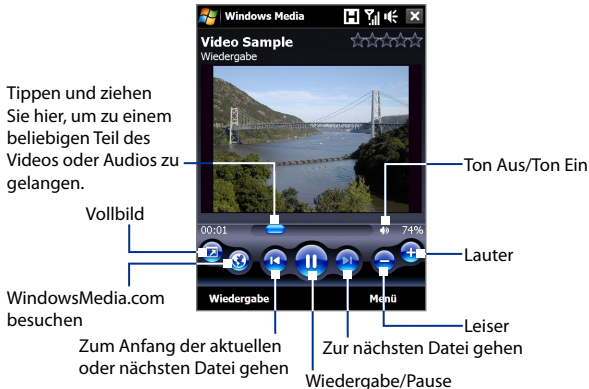 Windows Media
H
Video Sample
Wiedergabe
Tippen und ziehen
Sie hier, um zu einem
beliebigen Teil des
Videos oder Audios zu
gelangen.
Ton Aus/Ton Ein
Vollbild
00:01
74%
Lauter
WindowsMedia.com
besuchen
Wiedergabe
Menü
Leiser
Zum Anfang der aktuellen
oder nächsten Datei gehen
Zur nächsten Datei gehen
Wiedergabe/Pause